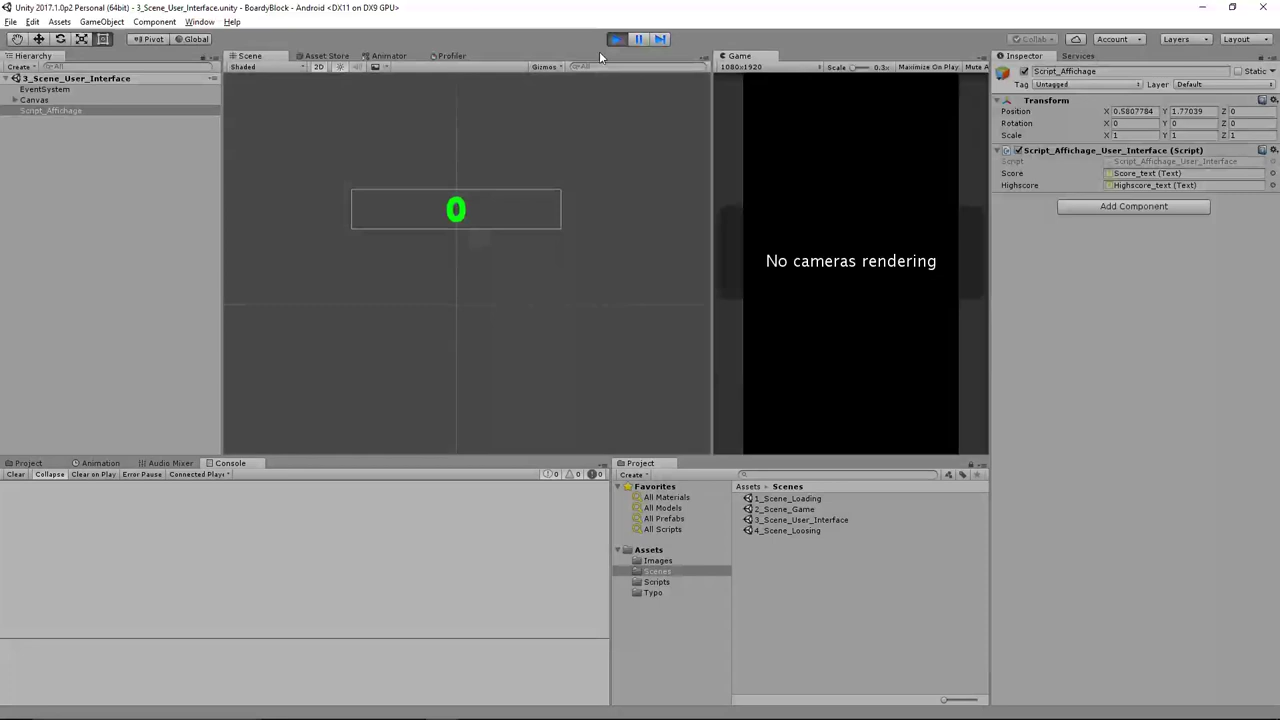 Unity 2017.1.0p2 Personal (64bit) - 3_Scene_User_Interface.unity - BoardyBlock - Android <DX11 on DX9 GPU>
File Edit Assets GameObject Component Window Help
Pivot Global Collab Account Layers Layout
Hierarchy Scene Asset Store Animator Profiler Game Inspector Services
Create All Shaded 2D Gizmos All 1080x1920 Scale 0.3x Maximize On Play Mute A
Script_Affichage Static
3_Scene_User_Interface
Tag Untagged Layer Default
EventSystem
Canvas
Transform
Script_Affichage
Position X 0.5807784 Y 1.77039 Z 0
Rotation X 0 Y 0 Z 0
Scale X 1 Y 1 Z 1
Script_Affichage_User_Interface (Script)
Script Script_Affichage_User_Interface
Score Score_text (Text)
Highscore Highscore_text (Text)
Add Component
0
No cameras rendering
Project Animation Audio Mixer Console
Clear Collapse Clear on Play Error Pause Connected Player 0 0 0
Project
Create
Favorites
All Materials
All Models
All Prefabs
All Scripts
Assets
Images
Scenes
Scripts
Typo
Assets Scenes
1_Scene_Loading
2_Scene_Game
3_Scene_User_Interface
4_Scene_Loosing